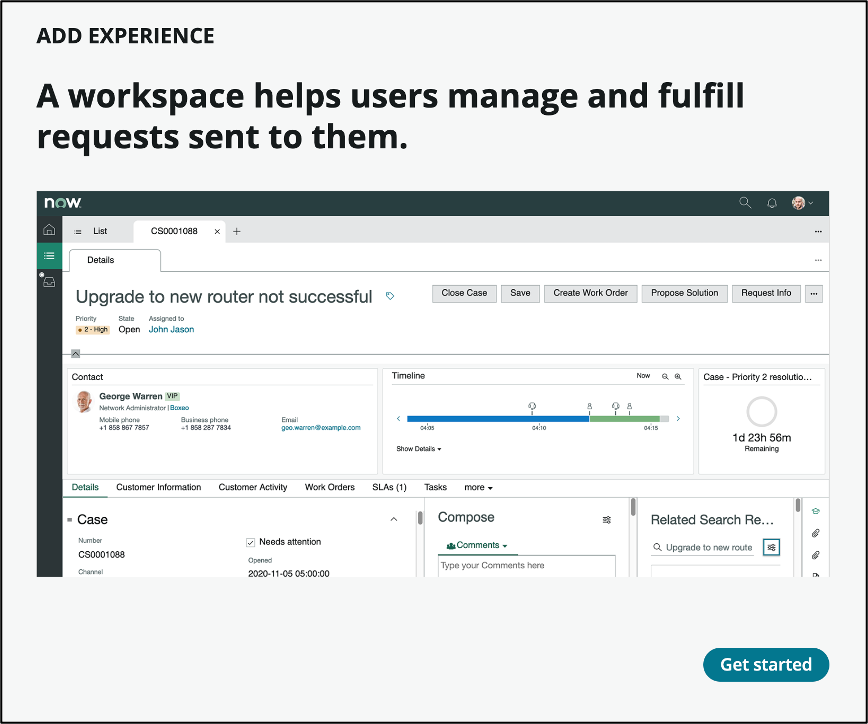 ADD EXPERIENCE
A workspace helps users manage and fulfill
requests sent to them.
now
List
CS0001088
Details
Upgrade to new router not successful
Close Case
Save
Create Work Order
Propose Solution
Request Info
Priority
State
Assigned to
2 - High
Open
John Jason
Contact
George Warren VIP
Network Administrator | Boxeo
Mobile phone
Business phone
Email
+1 858 867 7857
+1 858 287 7834
geo.warren@example.com
Timeline
Now
04:05
04:10
04:15
Show Details
Case - Priority 2 resolutio...
1d 23h 56m
Remaining
Details
Customer Information
Customer Activity
Work Orders
SLAs (1)
Tasks
more
Case
Number
CS0001088
Channel
Needs attention
Opened
2020-11-05 05:00:00
Compose
Comments
Type your Comments here
Related Search Re...
Upgrade to new route
Get started